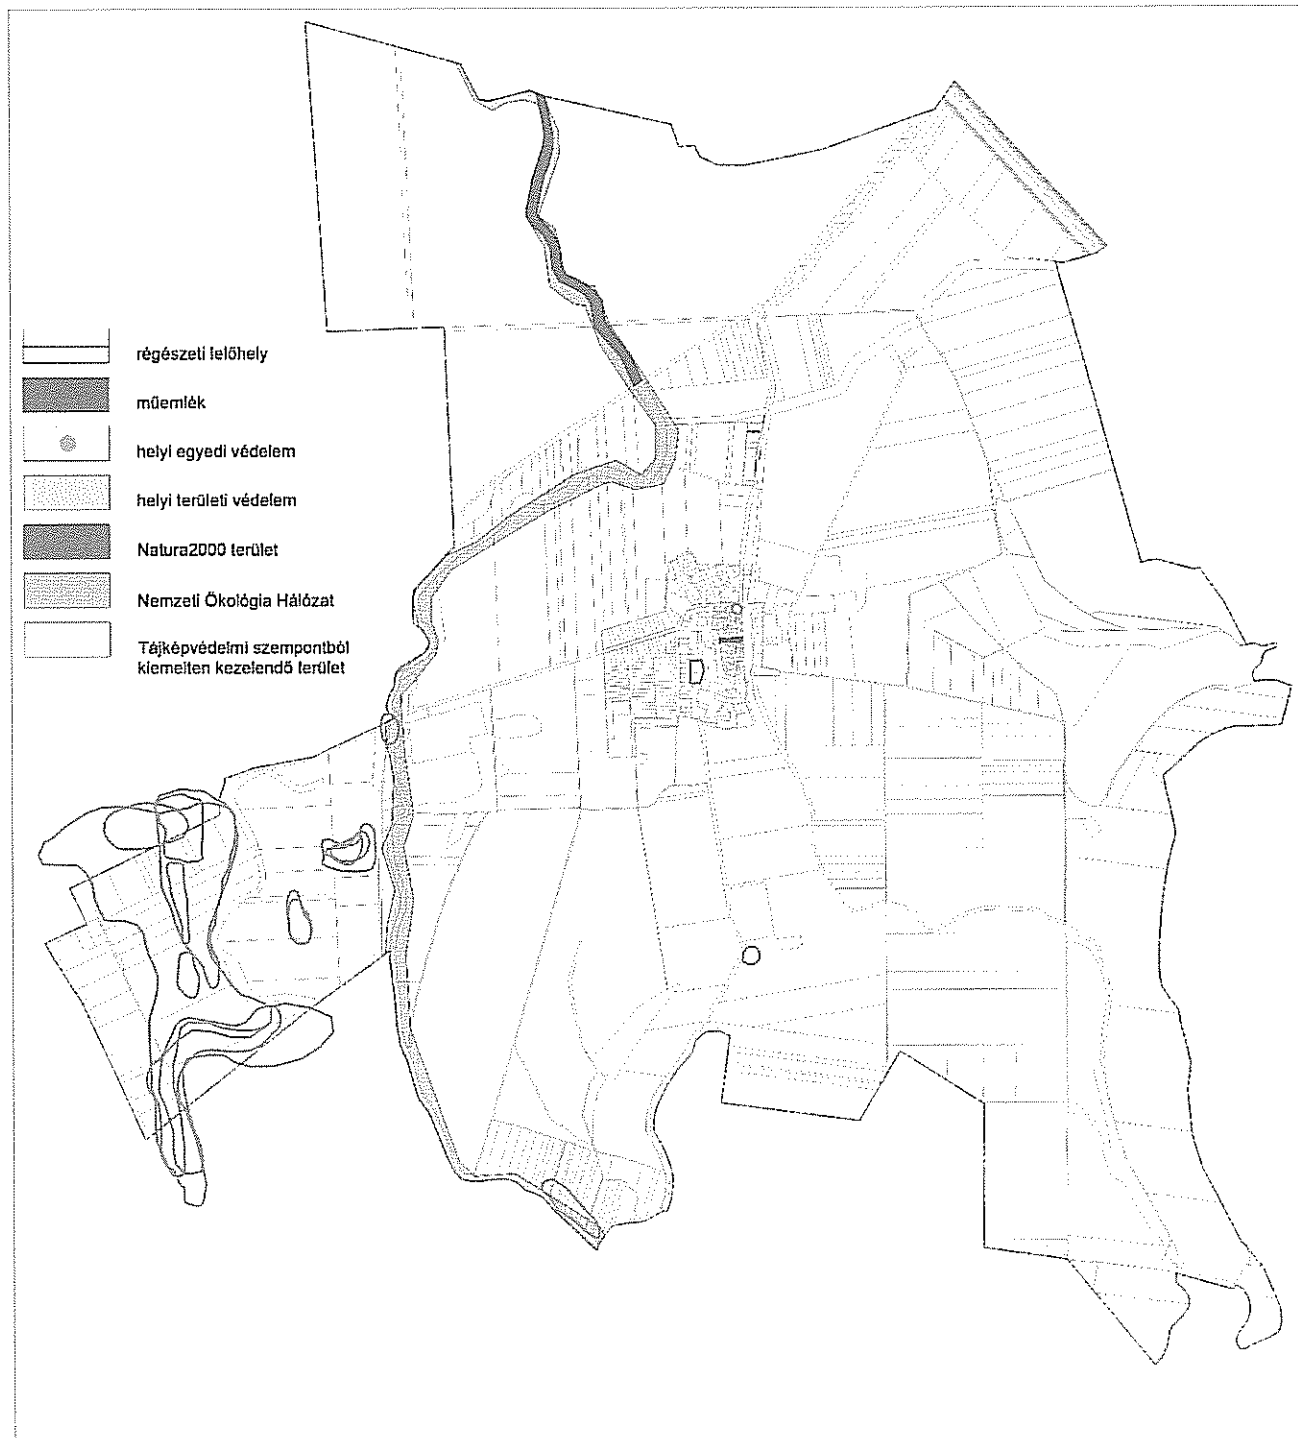 régészeti lelőhely
műemlék
helyi egyedi védelem
helyi területi védelem
Natura2000 terület
Nemzeti Ökológia Hálózat
Tájképvédelmi szempontból
kiemelten kezelendő terület